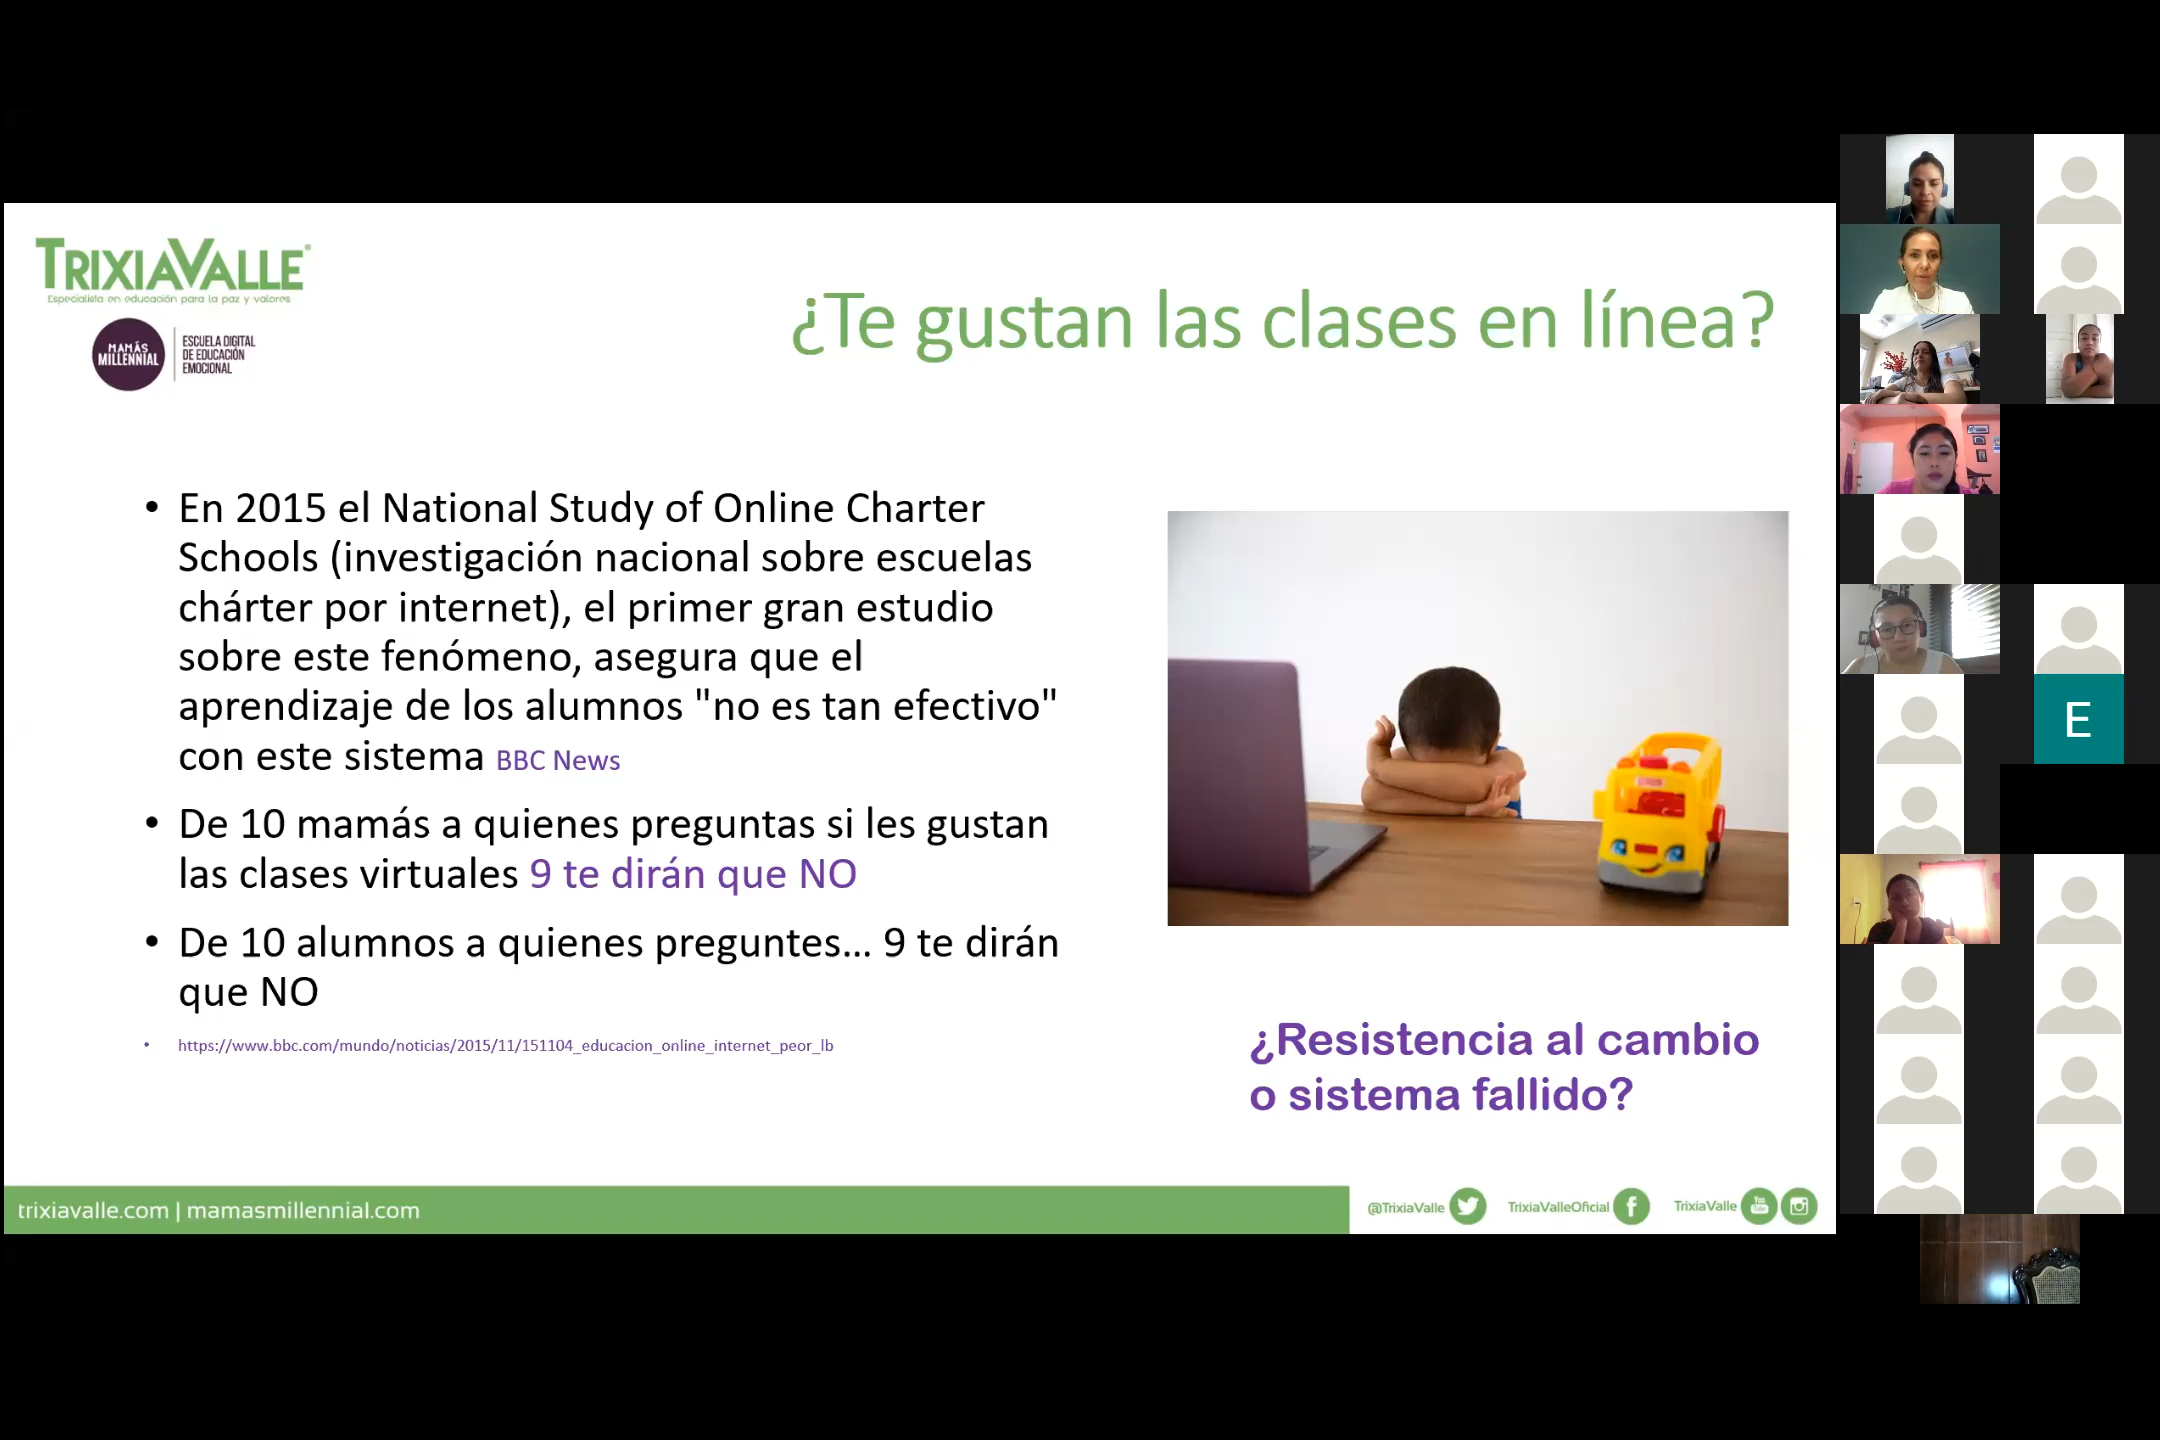 TRIXIAVALLE®
Especialista en educación para la paz y valores
MAMÁS
MILLENNIAL
ESCUELA DIGITAL
DE EDUCACIÓN
EMOCIONAL
¿Te gustan las clases en línea?
• En 2015 el National Study of Online Charter
Schools (investigación nacional sobre escuelas
chárter por internet), el primer gran estudio
sobre este fenómeno, asegura que el
aprendizaje de los alumnos "no es tan efectivo"
con este sistema BBC News
• De 10 mamás a quienes preguntas si les gustan
las clases virtuales 9 te dirán que NO
• De 10 alumnos a quienes preguntes... 9 te dirán
que NO
• https://www.bbc.com/mundo/noticias/2015/11/151104_educacion_online_internet_peor_lb
¿Resistencia al cambio
o sistema fallido?
trixiavalle.com | mamasmillennial.com
@TrixiaValle
TrixiaValleOficial
TrixiaValle
You
Tube
E